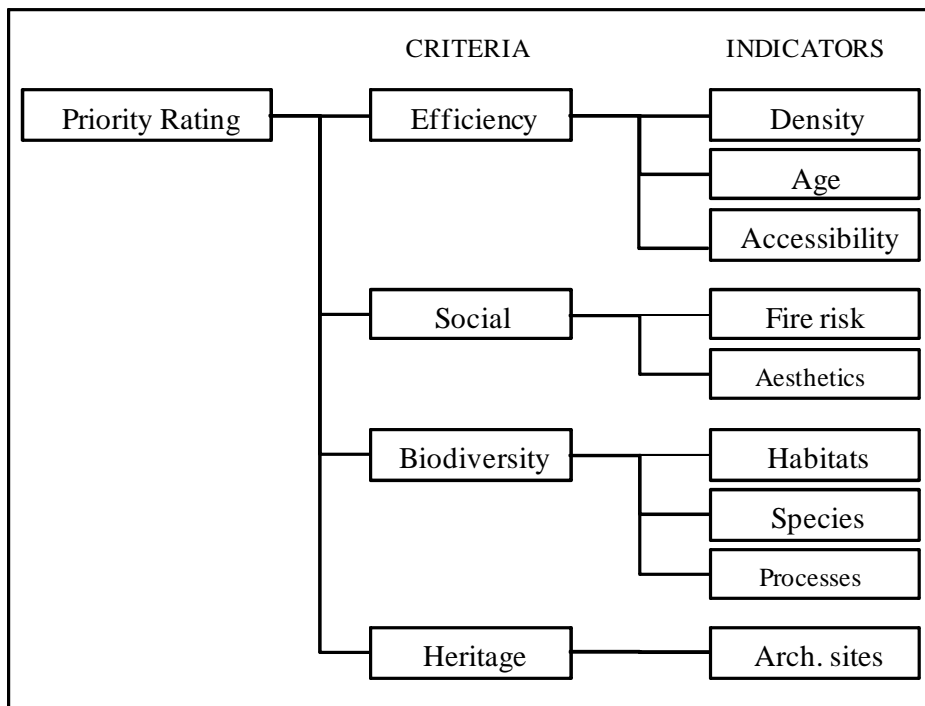 CRITERIA
INDICATORS
Priority Rating
Efficiency
Density
Age
Accessibility
Social
Fire risk
Aesthetics
Biodiversity
Habitats
Species
Processes
Heritage
Arch. sites